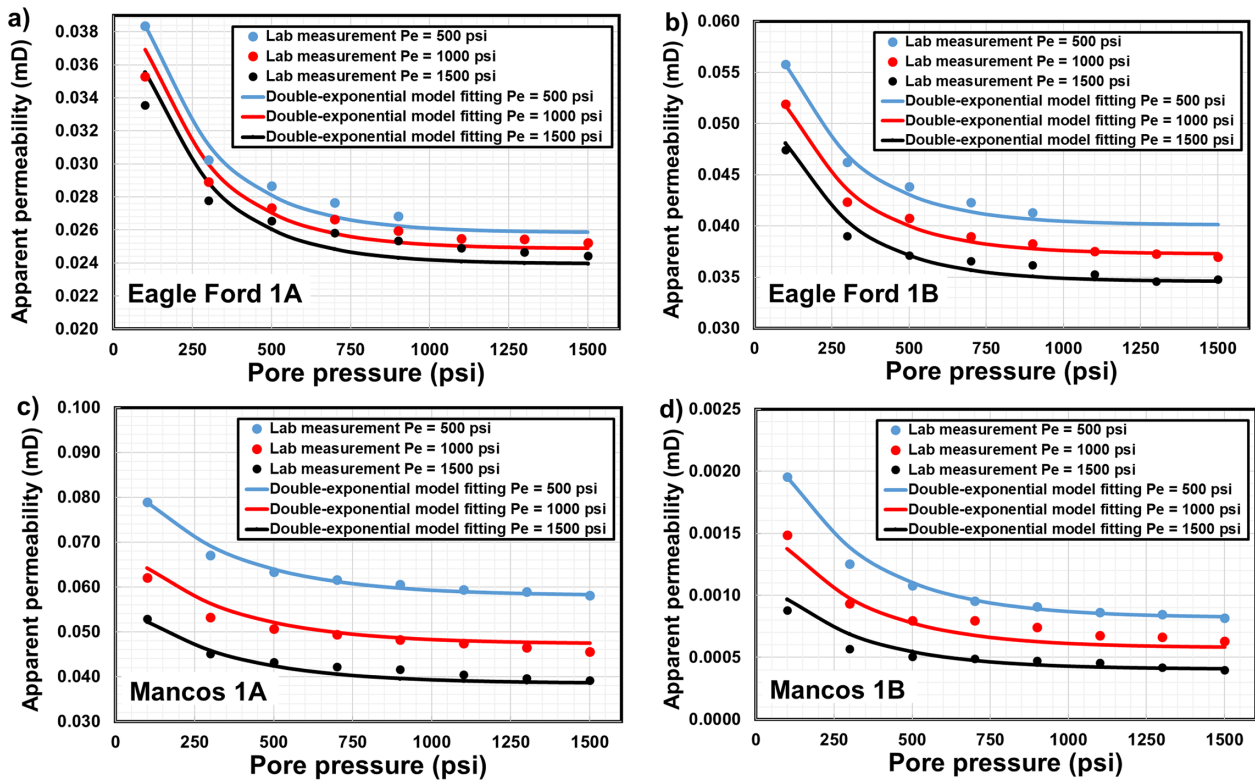 a)
Apparent permeability (mD)
0.038
0.036
0.034
0.032
0.030
0.028
0.026
0.024
0.022
0.020
Lab measurement Pe = 500 psi
Lab measurement Pe = 1000 psi
Lab measurement Pe = 1500 psi
Double-exponential model fitting Pe = 500 psi
Double-exponential model fitting Pe = 1000 psi
Double-exponential model fitting Pe = 1500 psi
Eagle Ford 1A
0 250 500 750 1000 1250 1500
Pore pressure (psi)
b)
Apparent permeability (mD)
0.060
0.055
0.050
0.045
0.040
0.035
0.030
Lab measurement Pe = 500 psi
Lab measurement Pe = 1000 psi
Lab measurement Pe = 1500 psi
Double-exponential model fitting Pe = 500 psi
Double-exponential model fitting Pe = 1000 psi
Double-exponential model fitting Pe = 1500 psi
Eagle Ford 1B
0 250 500 750 1000 1250 1500
Pore pressure (psi)
c)
Apparent permeability (mD)
0.100
0.090
0.080
0.070
0.060
0.050
0.040
0.030
Lab measurement Pe = 500 psi
Lab measurement Pe = 1000 psi
Lab measurement Pe = 1500 psi
Double-exponential model fitting Pe = 500 psi
Double-exponential model fitting Pe = 1000 psi
Double-exponential model fitting Pe = 1500 psi
Mancos 1A
0 250 500 750 1000 1250 1500
Pore pressure (psi)
d)
Apparent permeability (mD)
0.0025
0.0020
0.0015
0.0010
0.0005
0.0000
Lab measurement Pe = 500 psi
Lab measurement Pe = 1000 psi
Lab measurement Pe = 1500 psi
Double-exponential model fitting Pe = 500 psi
Double-exponential model fitting Pe = 1000 psi
Double-exponential model fitting Pe = 1500 psi
Mancos 1B
0 250 500 750 1000 1250 1500
Pore pressure (psi)